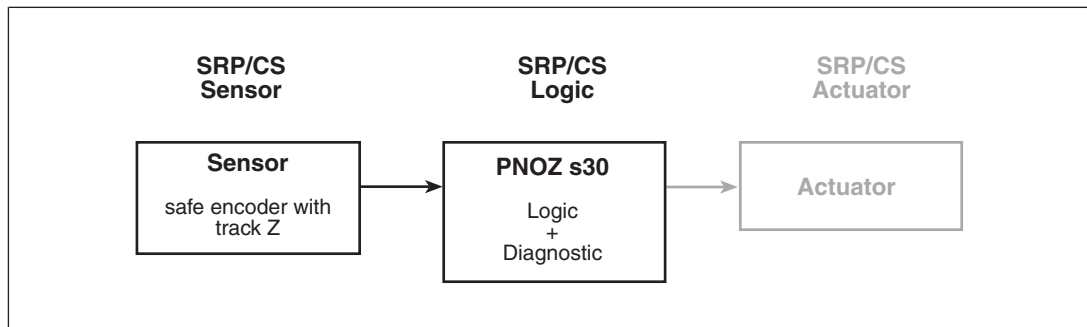 SRP/CS
Sensor
SRP/CS
Logic
SRP/CS
Actuator
Sensor
safe encoder with
track Z
PNOZ s30
Logic
+
Diagnostic
Actuator